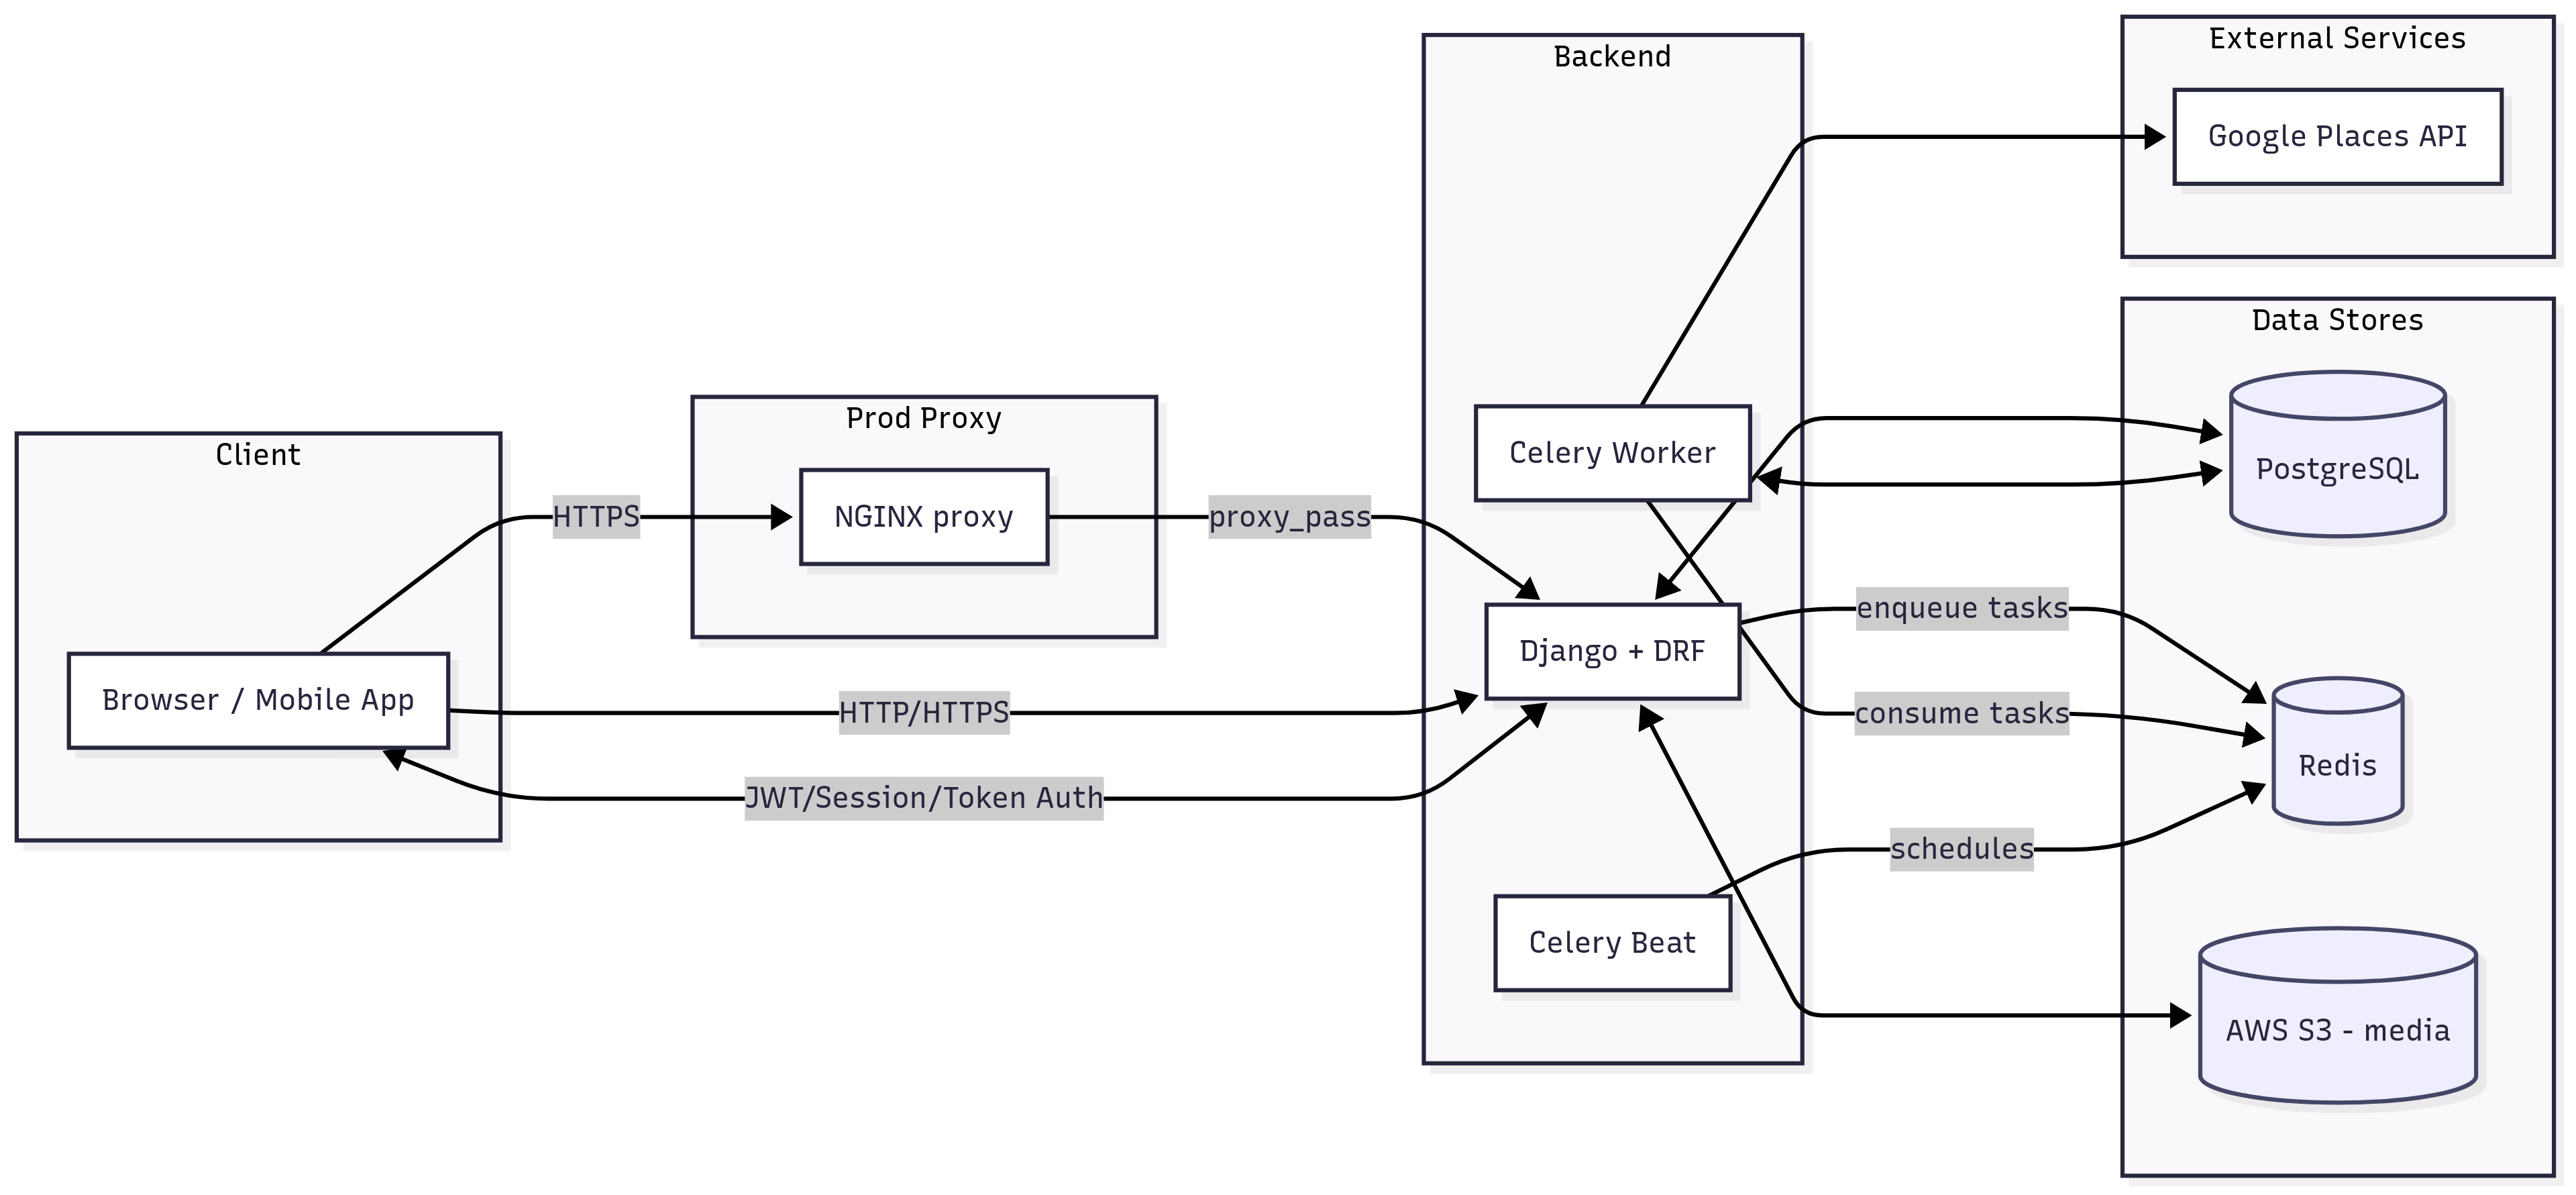 Client
Browser / Mobile App
HTTPS
HTTP/HTTPS
JWT/Session/Token Auth
Prod Proxy
NGINX proxy
proxy_pass
Backend
Celery Worker
Django + DRF
Celery Beat
enqueue tasks
consume tasks
schedules
External Services
Google Places API
Data Stores
PostgreSQL
Redis
AWS S3 - media